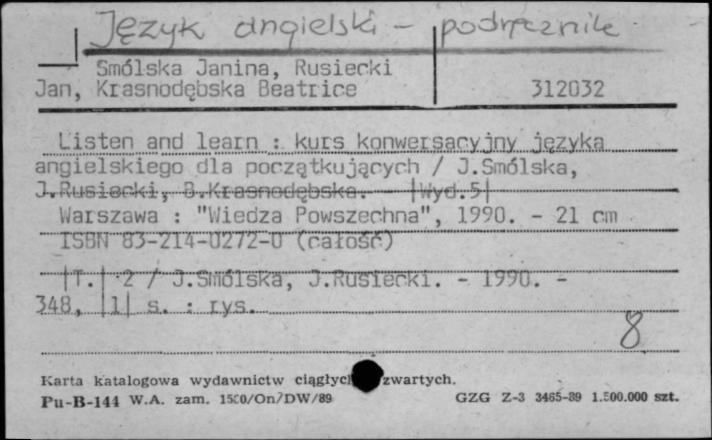 Język angielski - podręcznik
Smólska Janina, Rusiecki
Jan, Krasnodębska Beatrice 312032
Listen and learn : kurs konwersacyjny języka
angielskiego dla początkujących / J.Smólska,
J.Rusiecki, B.Krasnodębska. - |Wyd.5|
Warszawa : "Wiedza Powszechna", 1990. - 21 cm
ISBN 83-214-0272-0 (całość)
|T.| 2 / J.Smólska, J.Rusiecki. - 1990. -
348, |1| s. : rys.
8
Karta katalogowa wydawnictw ciągłych zwartych.
Pu-B-144 W.A. zam. /On/DW/89 GZG Z-3 3465-89 1.500.000 szt.